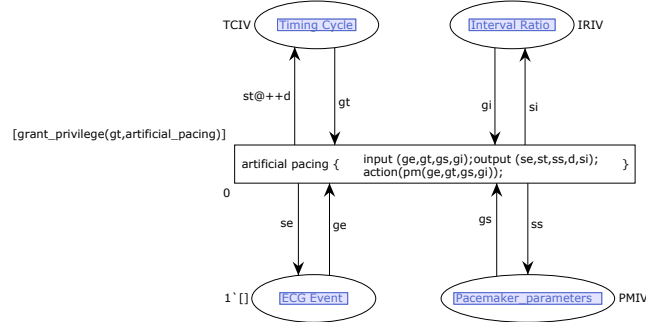 TCIV
Timing Cycle
Interval Ratio
IRIV
st@++d
gt
gi
si
[grant_privilege(gt,artificial_pacing)]
artificial pacing {
input (ge,gt,gs,gi);output (se,st,ss,d,si);
action(pm(ge,gt,gs,gi));
}
0
se
ge
gs
ss
1`[]
ECG Event
Pacemaker_parameters
PMIV